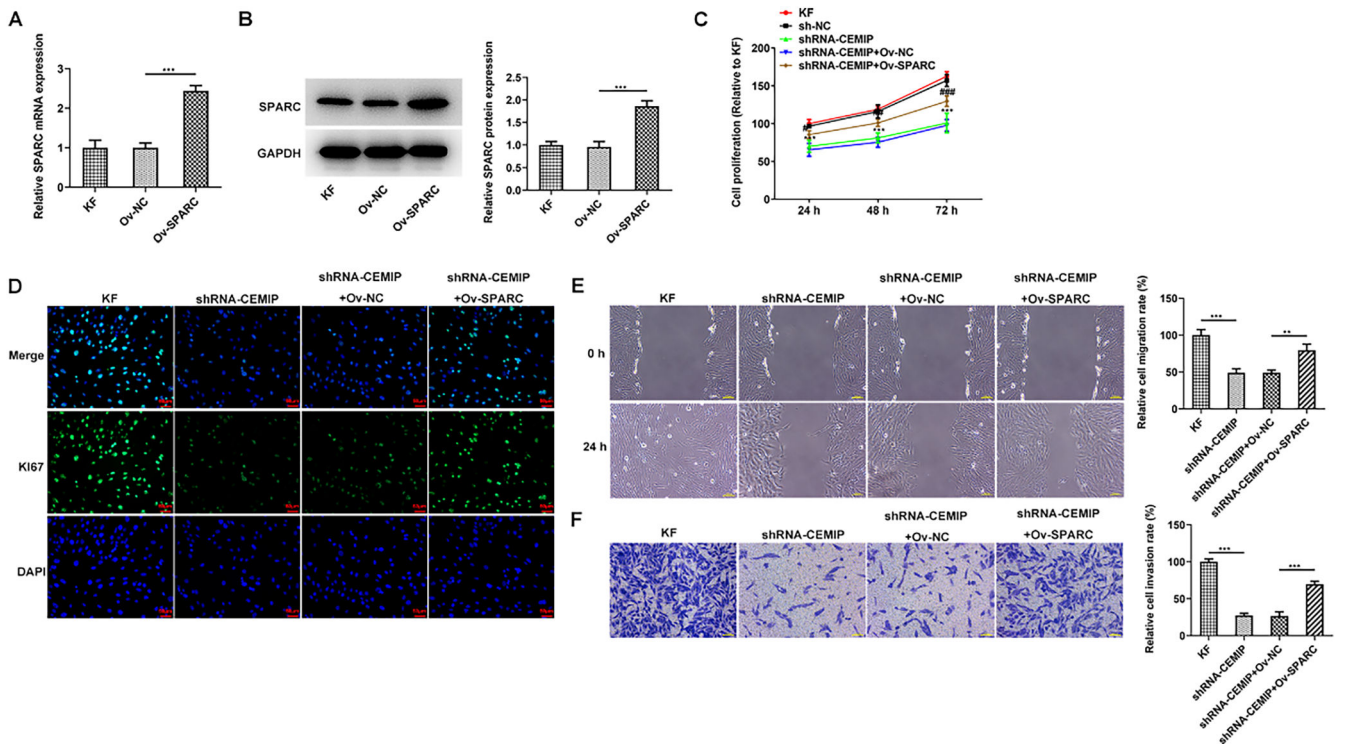 A
Relative SPARC mRNA expression
3
2
1
0
***
KF
Ov-NC
Ov-SPARC
B
SPARC
GAPDH
KF
Ov-NC
Ov-SPARC
Relative SPARC protein expression
2.5
2.0
1.5
1.0
0.5
0.0
***
KF
Ov-NC
Ov-SPARC
C
KF
sh-NC
shRNA-CEMIP
shRNA-CEMIP+Ov-NC
shRNA-CEMIP+Ov-SPARC
Cell proliferation (Relative to KF)
200
150
100
50
0
#
***
***
###
***
24 h
48 h
72 h
D
KF
shRNA-CEMIP
shRNA-CEMIP
+Ov-NC
shRNA-CEMIP
+Ov-SPARC
Merge
KI67
DAPI
E
KF
shRNA-CEMIP
shRNA-CEMIP
+Ov-NC
shRNA-CEMIP
+Ov-SPARC
0 h
24 h
Relative cell migration rate (%)
150
100
50
0
***
**
KF
shRNA-CEMIP
shRNA-CEMIP+Ov-NC
shRNA-CEMIP+Ov-SPARC
F
KF
shRNA-CEMIP
shRNA-CEMIP
+Ov-NC
shRNA-CEMIP
+Ov-SPARC
Relative cell invasion rate (%)
150
100
50
0
***
***
KF
shRNA-CEMIP
shRNA-CEMIP+Ov-NC
shRNA-CEMIP+Ov-SPARC